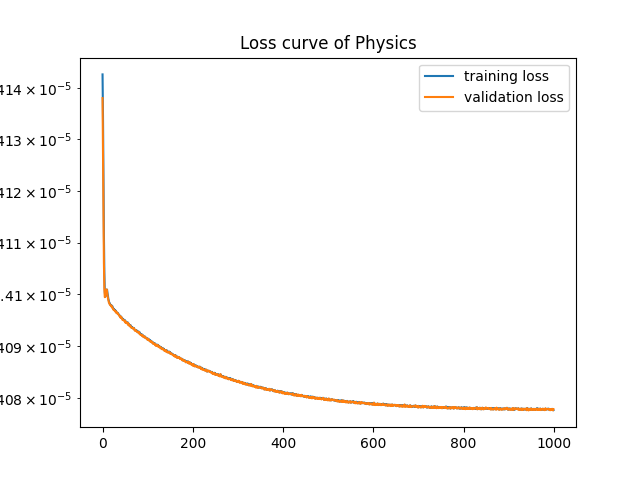 Loss curve of Physics
training loss
validation loss
414 × 10⁻⁵
413 × 10⁻⁵
412 × 10⁻⁵
411 × 10⁻⁵
.41 × 10⁻⁵
409 × 10⁻⁵
408 × 10⁻⁵
0 200 400 600 800 1000